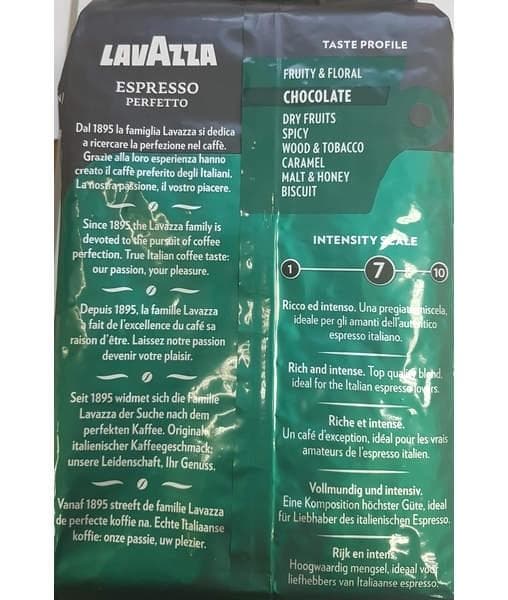 LAVAZZA
ESPRESSO
PERFETTO
Dal 1895 la famiglia Lavazza si dedica
a ricercare la perfezione nel caffè.
Grazie alla loro esperienza hanno
creato il caffè preferito degli Italiani.
La nostra passione, il vostro piacere.
Since 1895 the Lavazza family is
devoted to the pursuit of coffee
perfection. True Italian coffee taste:
our passion, your pleasure.
Depuis 1895, la famille Lavazza
fait de l'excellence du café sa
raison d'être. Laissez notre passion
devenir votre plaisir.
Seit 1895 widmet sich die Familie
Lavazza der Suche nach dem
perfekten Kaffee. Original
italienischer Kaffeegeschmack:
unsere Leidenschaft, Ihr Genuss.
Vanaf 1895 streeft de familie Lavazza
de perfecte koffie na. Echte Italiaanse
koffie: onze passie, uw plezier.
TASTE PROFILE
FRUITY & FLORAL
CHOCOLATE
DRY FRUITS
SPICY
WOOD & TOBACCO
CARAMEL
MALT & HONEY
BISCUIT
INTENSITY SCALE
1 7 10
Ricco ed intenso. Una pregiata miscela,
ideale per gli amanti dell'autentico
espresso italiano.
Rich and intense. Top quality blend,
ideal for the Italian espresso lovers.
Riche et intense.
Un café d'exception, idéal pour les vrais
amateurs de l'espresso italien.
Vollmundig und intensiv.
Eine Komposition höchster Güte, ideal
für Liebhaber des italienischen Espresso.
Rijk en intens.
Hoogwaardig mengsel, ideaal voor
liefhebbers van Italiaanse espresso.